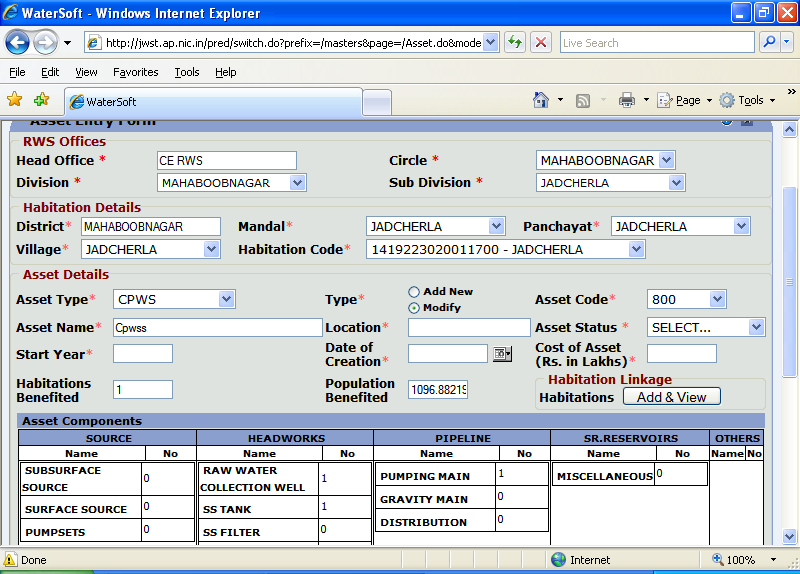 WaterSoft - Windows Internet Explorer
http://jwst.ap.nic.in/pred/switch.do?prefix=/masters&page=/Asset.do&mode
Live Search
File Edit View Favorites Tools Help
WaterSoft
Page Tools »
Asset Entry Form
RWS Offices
Head Office * CE RWS Circle * MAHABOOBNAGAR
Division * MAHABOOBNAGAR Sub Division * JADCHERLA
Habitation Details
District* MAHABOOBNAGAR Mandal* JADCHERLA Panchayat* JADCHERLA
Village* JADCHERLA Habitation Code* 1419223020011700 - JADCHERLA
Asset Details
Asset Type* CPWS Type* Add New Modify Asset Code* 800
Asset Name* Cpwss Location* Asset Status * SELECT...
Start Year* Date of Creation* Cost of Asset (Rs. in Lakhs)*
Habitations Benefited 1 Population Benefited 1096.88219
Habitation Linkage
Habitations Add & View
Asset Components
SOURCE HEADWORKS PIPELINE SR.RESERVOIRS OTHERS
Name No Name No Name No Name No Name No
SUBSURFACE SOURCE 0 RAW WATER COLLECTION WELL 1 PUMPING MAIN 1 MISCELLANEOUS 0
SURFACE SOURCE 0 SS TANK 1 GRAVITY MAIN 0
PUMPSETS 0 SS FILTER 0 DISTRIBUTION 0
Done Internet 100%